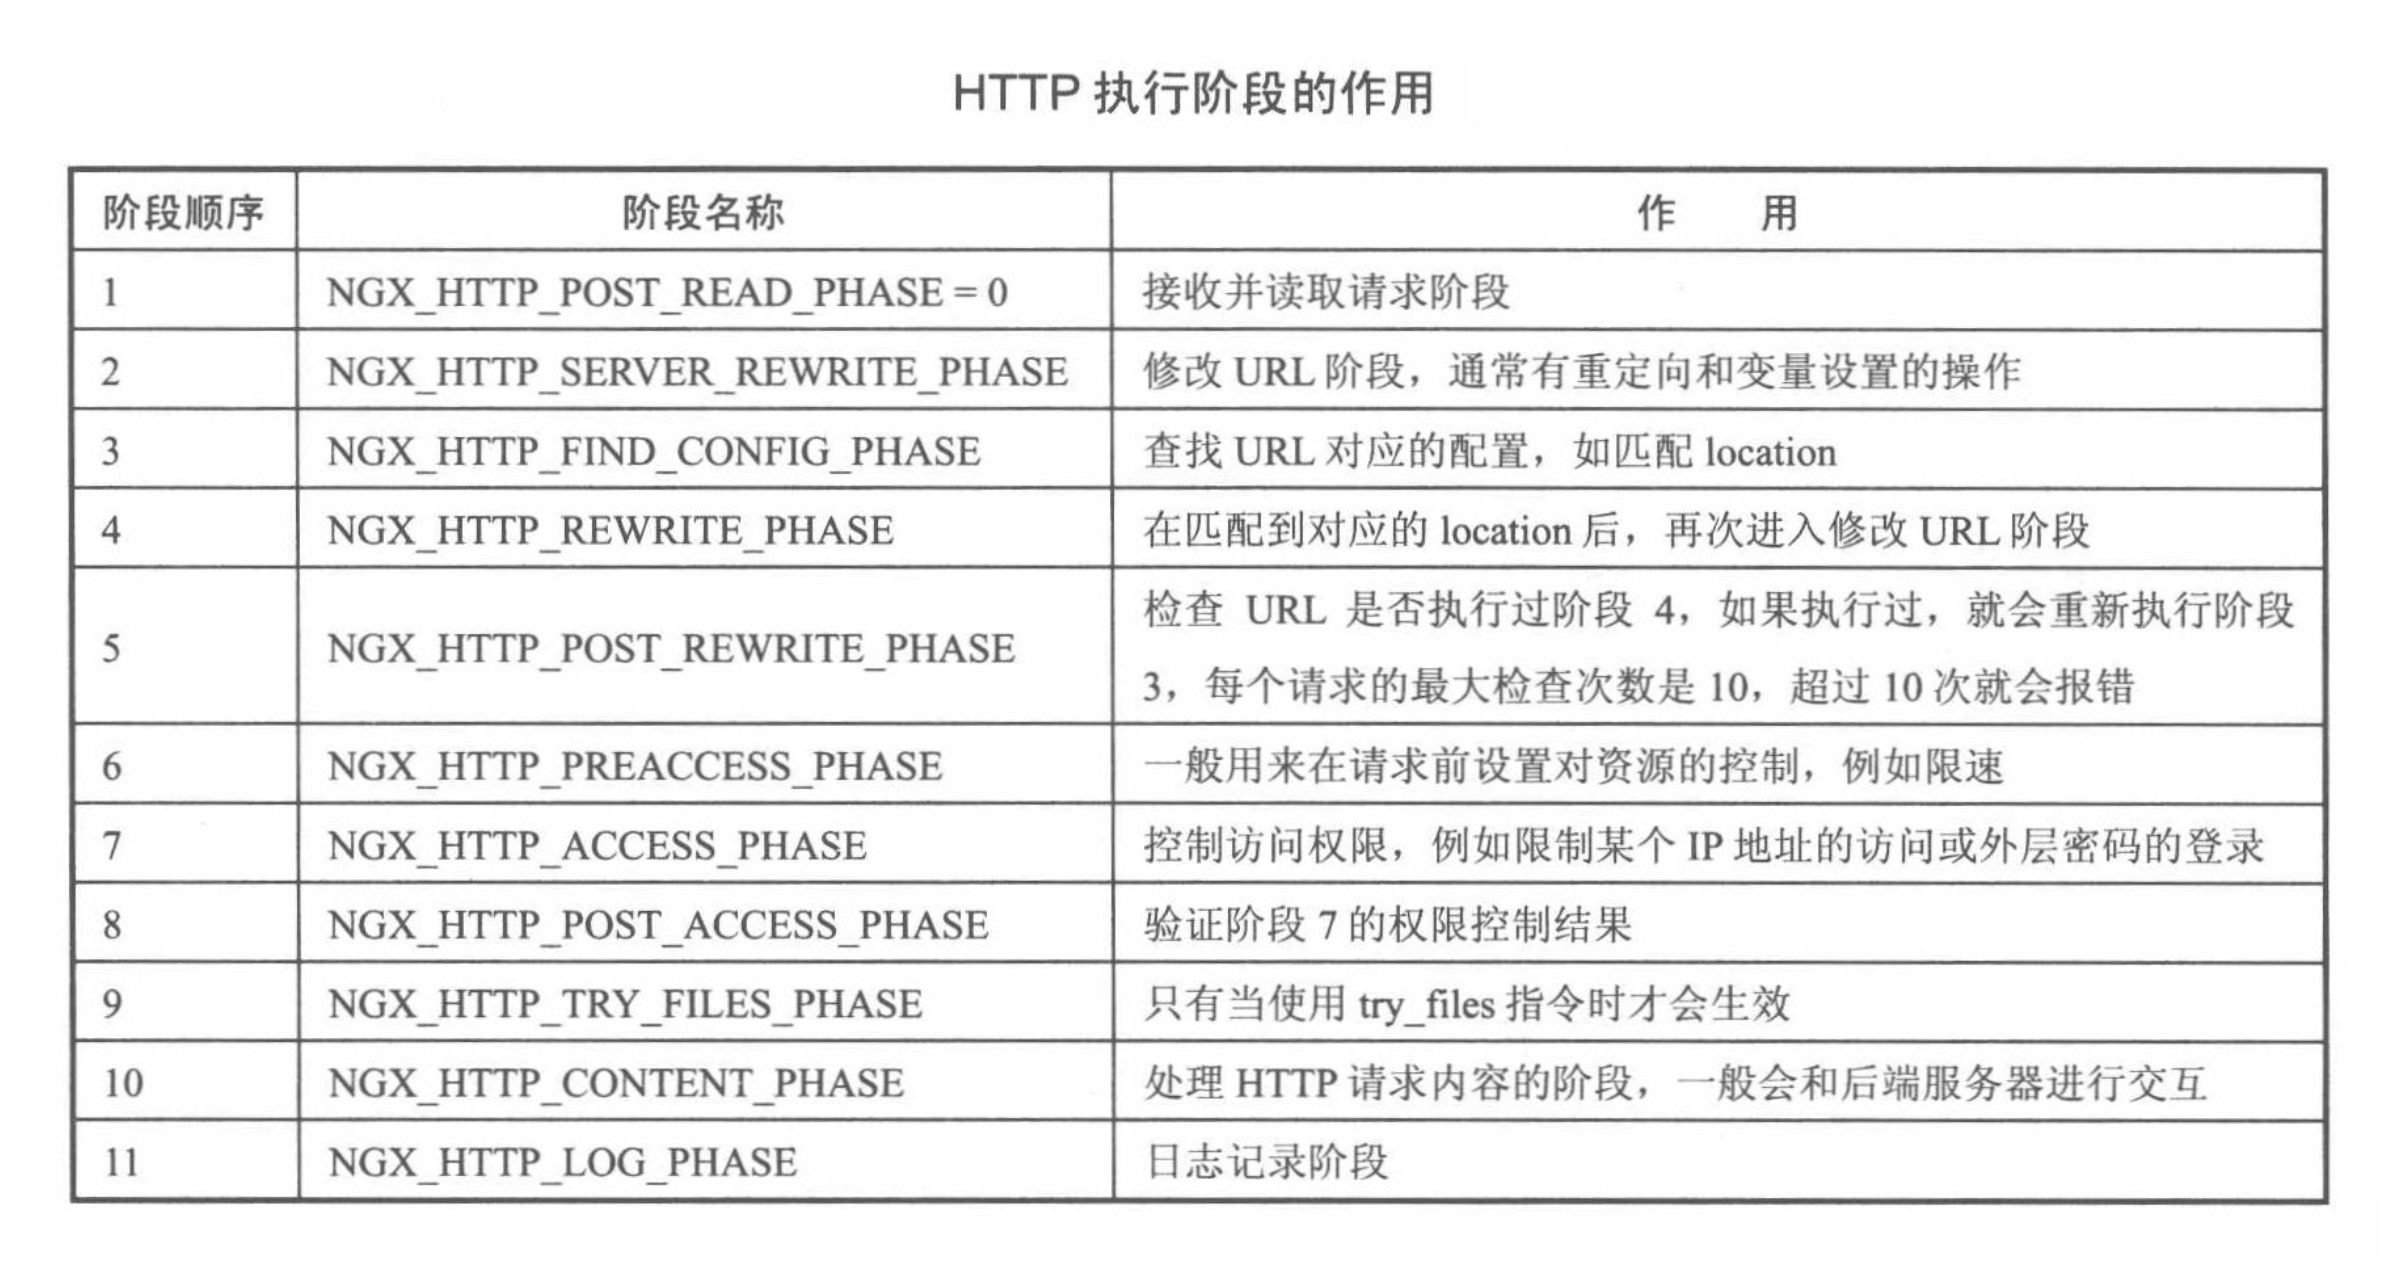 HTTP 执行阶段的作用
阶段顺序 阶段名称 作 用
1 NGX_HTTP_POST_READ_PHASE = 0 接收并读取请求阶段
2 NGX_HTTP_SERVER_REWRITE_PHASE 修改 URL 阶段，通常有重定向和变量设置的操作
3 NGX_HTTP_FIND_CONFIG_PHASE 查找 URL 对应的配置，如匹配 location
4 NGX_HTTP_REWRITE_PHASE 在匹配到对应的 location 后，再次进入修改 URL 阶段
5 NGX_HTTP_POST_REWRITE_PHASE 检查 URL 是否执行过阶段 4，如果执行过，就会重新执行阶段
3，每个请求的最大检查次数是 10，超过 10 次就会报错
6 NGX_HTTP_PREACCESS_PHASE 一般用来在请求前设置对资源的控制，例如限速
7 NGX_HTTP_ACCESS_PHASE 控制访问权限，例如限制某个 IP 地址的访问或外层密码的登录
8 NGX_HTTP_POST_ACCESS_PHASE 验证阶段 7 的权限控制结果
9 NGX_HTTP_TRY_FILES_PHASE 只有当使用 try_files 指令时才会生效
10 NGX_HTTP_CONTENT_PHASE 处理 HTTP 请求内容的阶段，一般会和后端服务器进行交互
11 NGX_HTTP_LOG_PHASE 日志记录阶段